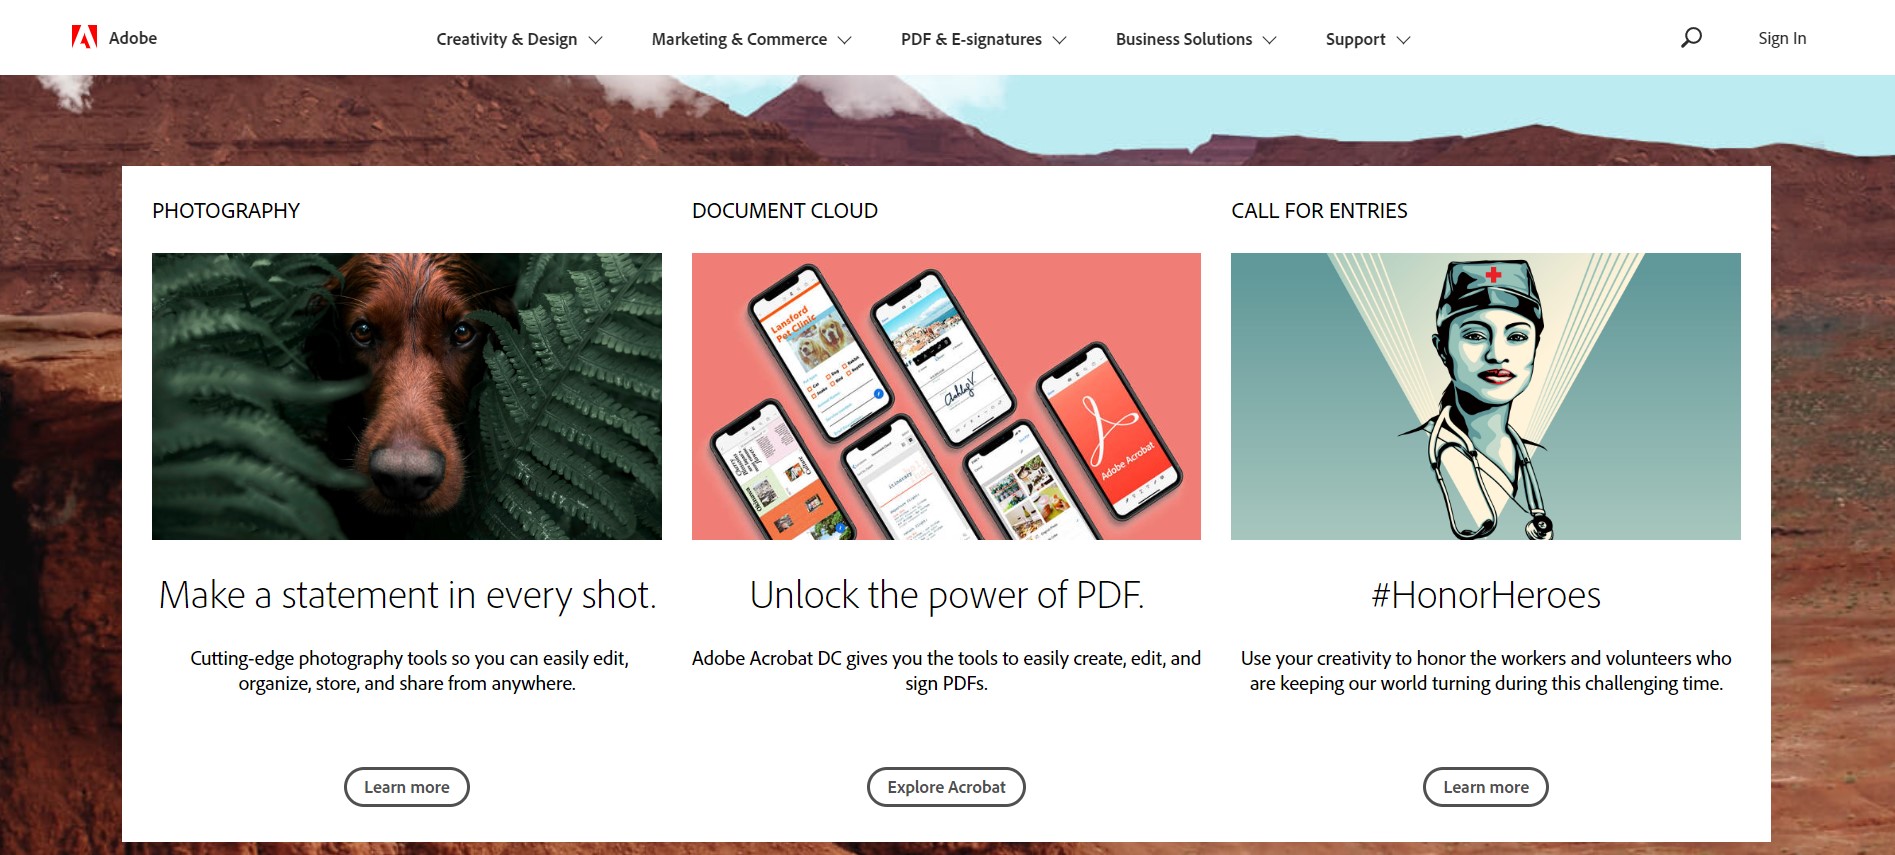 Adobe
Creativity & Design
Marketing & Commerce
PDF & E-signatures
Business Solutions
Support
Sign In
PHOTOGRAPHY
DOCUMENT CLOUD
CALL FOR ENTRIES
Lansford
Pet Clinic
Adobe Acrobat
Make a statement in every shot.
Unlock the power of PDF.
#HonorHeroes
Cutting-edge photography tools so you can easily edit,
organize, store, and share from anywhere.
Adobe Acrobat DC gives you the tools to easily create, edit, and
sign PDFs.
Use your creativity to honor the workers and volunteers who
are keeping our world turning during this challenging time.
Learn more
Explore Acrobat
Learn more